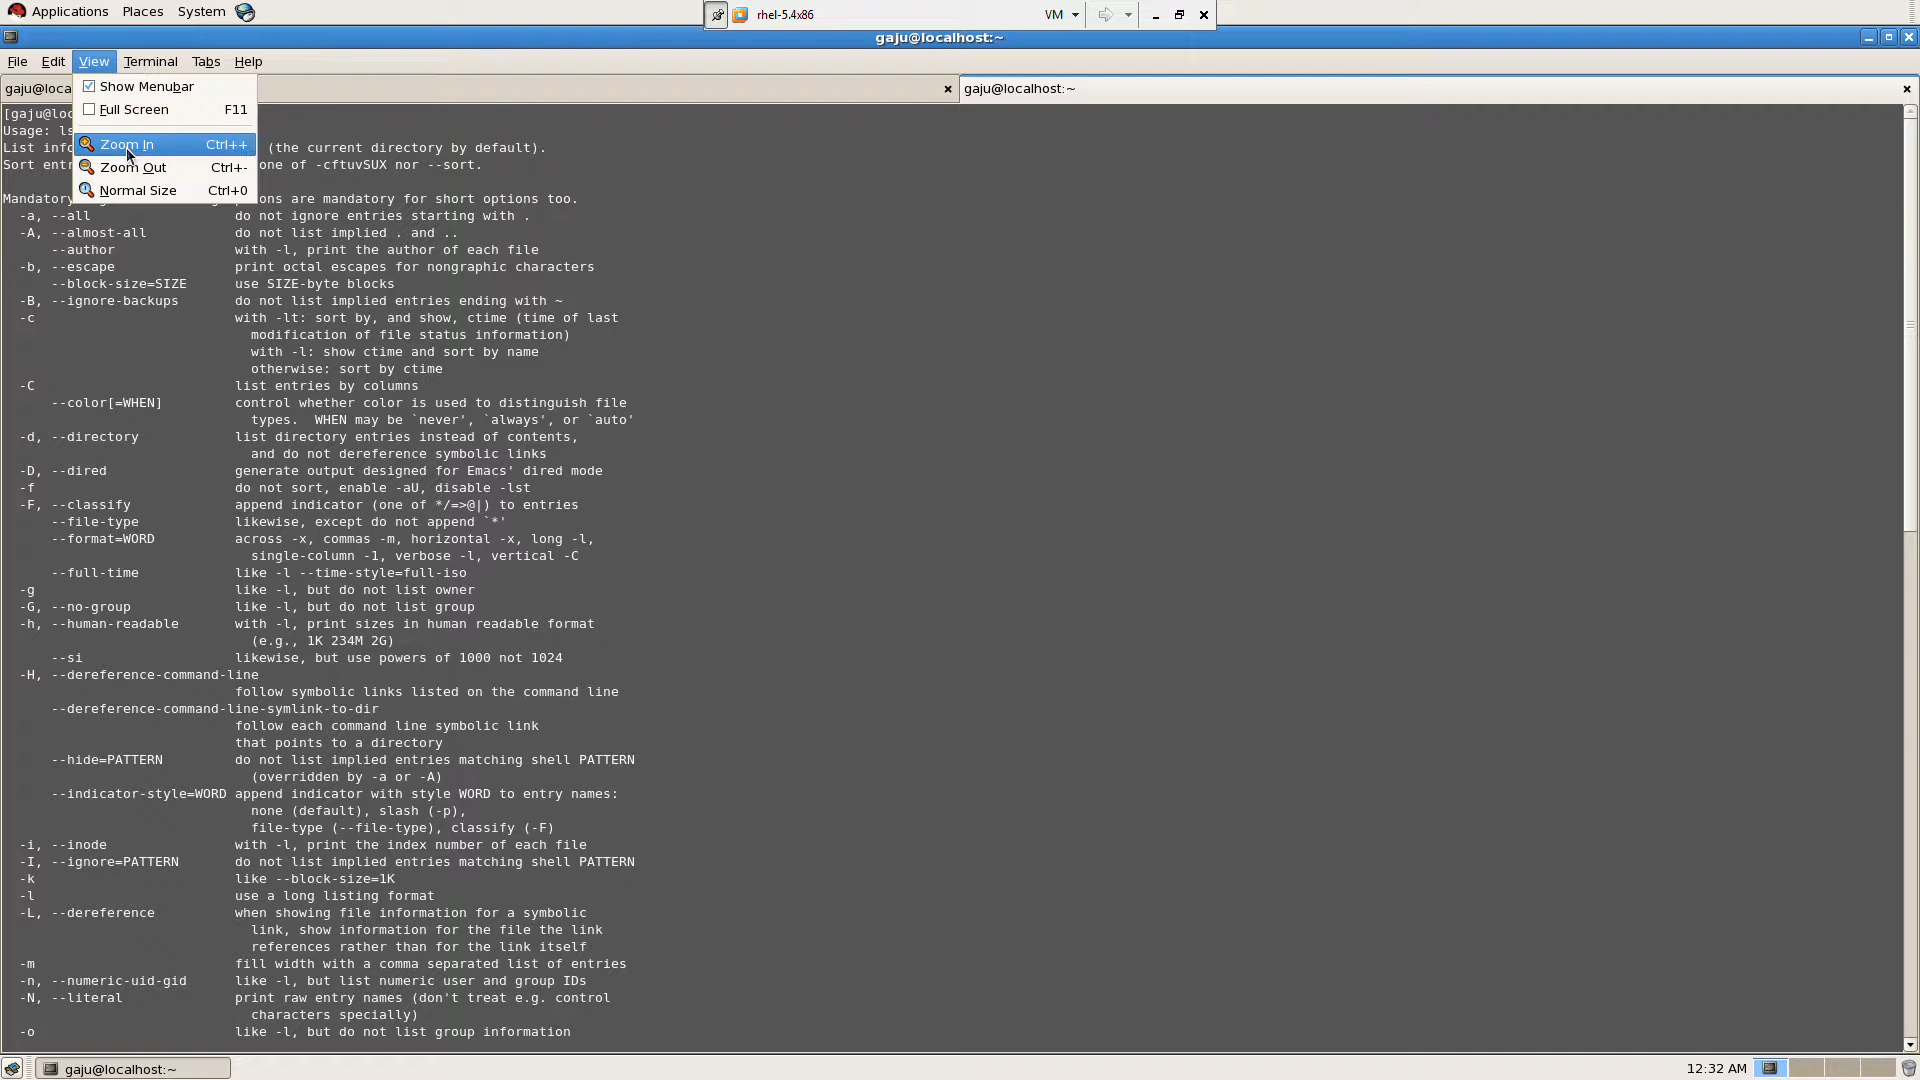 Applications Places System
rhel-5.4x86 VM
gaju@localhost:~
File Edit View Terminal Tabs Help
gaju@loca
gaju@localhost:~
Show Menubar
Full Screen F11
Zoom In Ctrl++
Zoom Out Ctrl+-
Normal Size Ctrl+0
[gaju@loc
Usage: ls
List info (the current directory by default).
Sort entr one of -cftuvSUX nor --sort.
Mandatory ptions are mandatory for short options too.
  -a, --all                  do not ignore entries starting with .
  -A, --almost-all           do not list implied . and ..
      --author               with -l, print the author of each file
  -b, --escape               print octal escapes for nongraphic characters
      --block-size=SIZE      use SIZE-byte blocks
  -B, --ignore-backups       do not list implied entries ending with ~
  -c                         with -lt: sort by, and show, ctime (time of last
                               modification of file status information)
                               with -l: show ctime and sort by name
                               otherwise: sort by ctime
  -C                         list entries by columns
      --color[=WHEN]         control whether color is used to distinguish file
                               types.  WHEN may be `never', `always', or `auto'
  -d, --directory            list directory entries instead of contents,
                               and do not dereference symbolic links
  -D, --dired                generate output designed for Emacs' dired mode
  -f                         do not sort, enable -aU, disable -lst
  -F, --classify             append indicator (one of */=>@|) to entries
      --file-type            likewise, except do not append `*'
      --format=WORD          across -x, commas -m, horizontal -x, long -l,
                               single-column -1, verbose -l, vertical -C
      --full-time            like -l --time-style=full-iso
  -g                         like -l, but do not list owner
  -G, --no-group             like -l, but do not list group
  -h, --human-readable       with -l, print sizes in human readable format
                               (e.g., 1K 234M 2G)
      --si                   likewise, but use powers of 1000 not 1024
  -H, --dereference-command-line
                             follow symbolic links listed on the command line
      --dereference-command-line-symlink-to-dir
                             follow each command line symbolic link
                             that points to a directory
      --hide=PATTERN         do not list implied entries matching shell PATTERN
                               (overridden by -a or -A)
      --indicator-style=WORD append indicator with style WORD to entry names:
                               none (default), slash (-p),
                               file-type (--file-type), classify (-F)
  -i, --inode                with -l, print the index number of each file
  -I, --ignore=PATTERN       do not list implied entries matching shell PATTERN
  -k                         like --block-size=1K
  -l                         use a long listing format
  -L, --dereference          when showing file information for a symbolic
                               link, show information for the file the link
                               references rather than for the link itself
  -m                         fill width with a comma separated list of entries
  -n, --numeric-uid-gid      like -l, but list numeric user and group IDs
  -N, --literal              print raw entry names (don't treat e.g. control
                               characters specially)
  -o                         like -l, but do not list group information
gaju@localhost:~ 12:32 AM